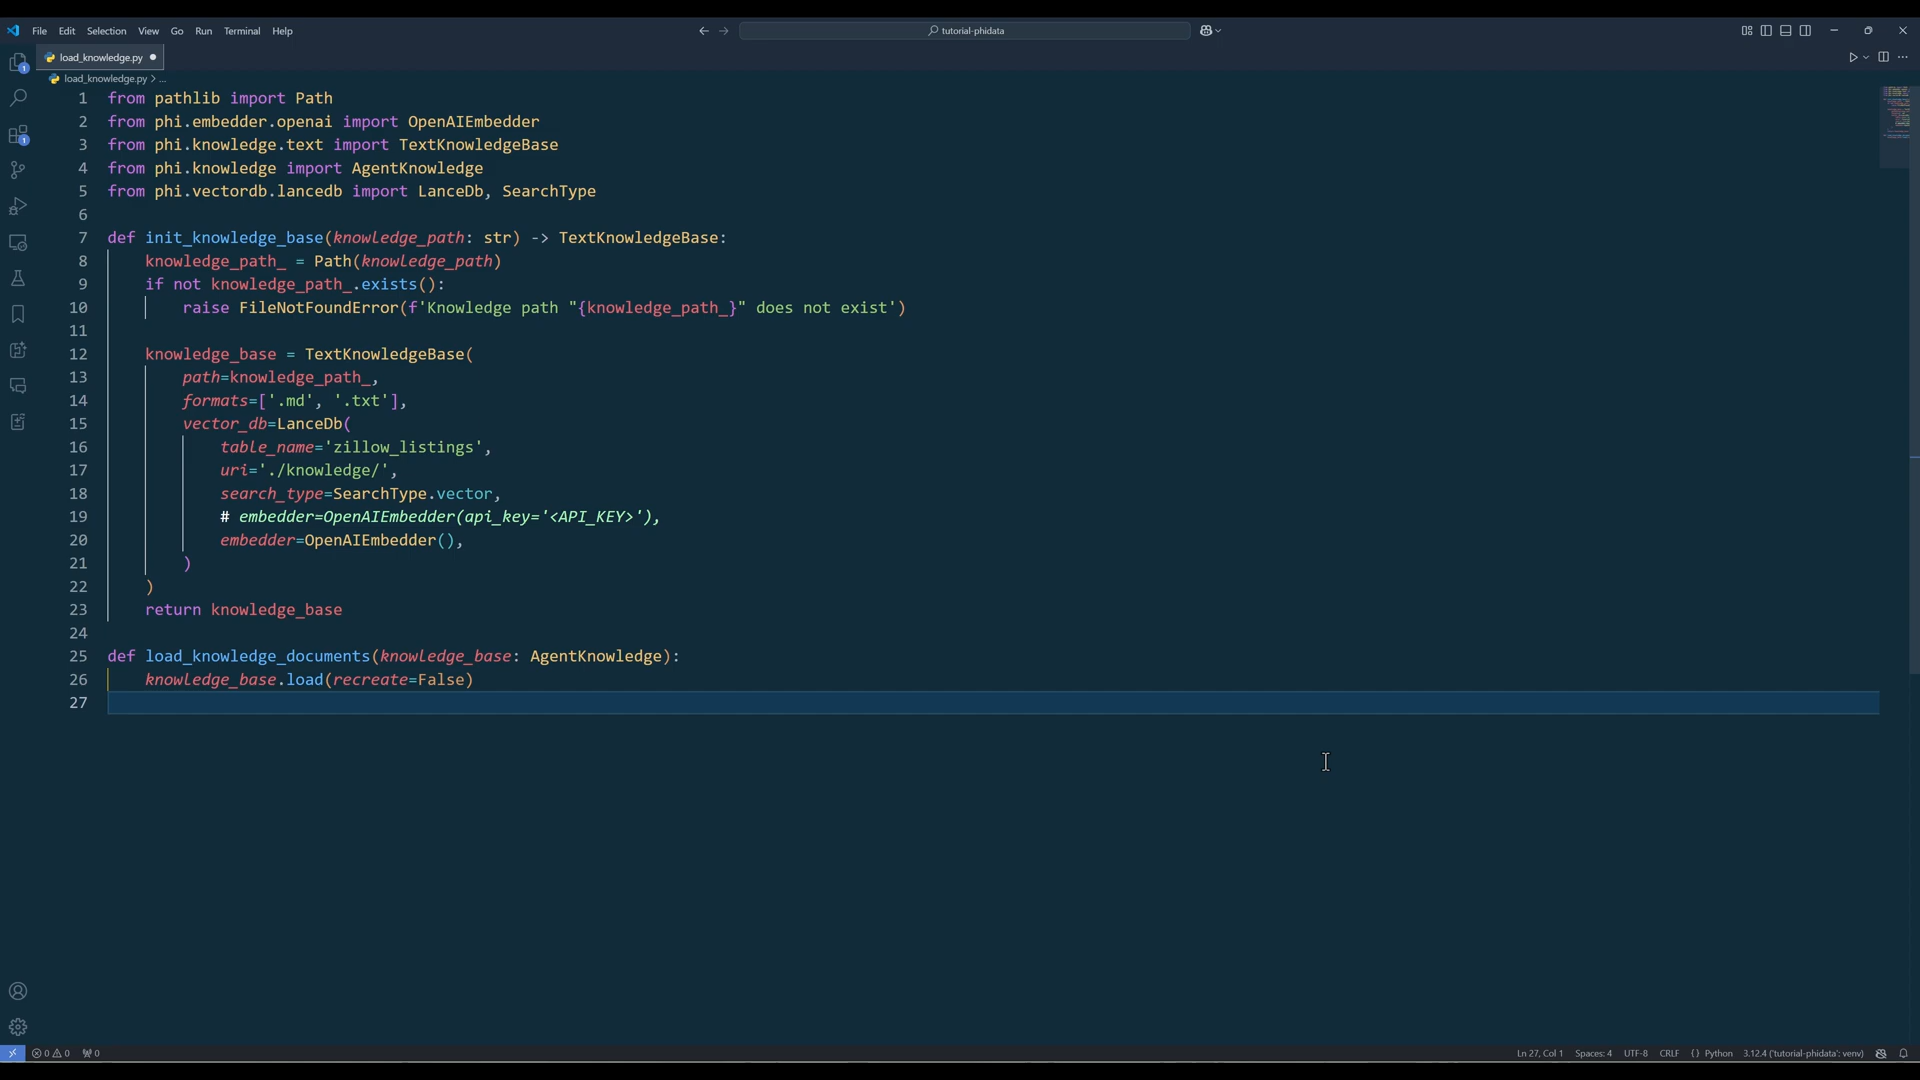 File Edit Selection View Go Run Terminal Help
tutorial-phidata
load_knowledge.py
load_knowledge.py > ...
1 from pathlib import Path
2 from phi.embedder.openai import OpenAIEmbedder
3 from phi.knowledge.text import TextKnowledgeBase
4 from phi.knowledge import AgentKnowledge
5 from phi.vectordb.lancedb import LanceDb, SearchType
6
7 def init_knowledge_base(knowledge_path: str) -> TextKnowledgeBase:
8 knowledge_path_ = Path(knowledge_path)
9 if not knowledge_path_.exists():
10 raise FileNotFoundError(f'Knowledge path "{knowledge_path_}" does not exist')
11
12 knowledge_base = TextKnowledgeBase(
13 path=knowledge_path_,
14 formats=['.md', '.txt'],
15 vector_db=LanceDb(
16 table_name='zillow_listings',
17 uri='./knowledge/',
18 search_type=SearchType.vector,
19 # embedder=OpenAIEmbedder(api_key='<API_KEY>'),
20 embedder=OpenAIEmbedder(),
21 )
22 )
23 return knowledge_base
24
25 def load_knowledge_documents(knowledge_base: AgentKnowledge):
26 knowledge_base.load(recreate=False)
27
1
1
0 0 0 Ln 27, Col 1 Spaces: 4 UTF-8 CRLF {} Python 3.12.4 ('tutorial-phidata': venv)